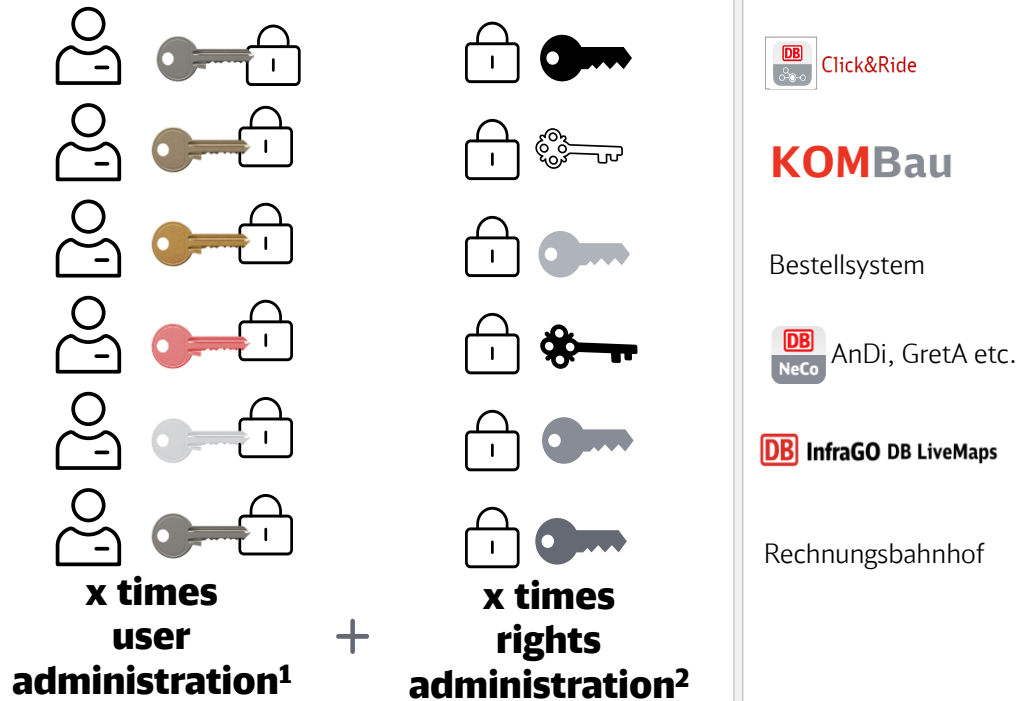 DB
Click&Ride
KOMBau
Bestellsystem
DB
NeCo
AnDi, GretA etc.
DB InfraGO DB LiveMaps
Rechnungsbahnhof
x times
user
administration¹
+
x times
rights
administration²